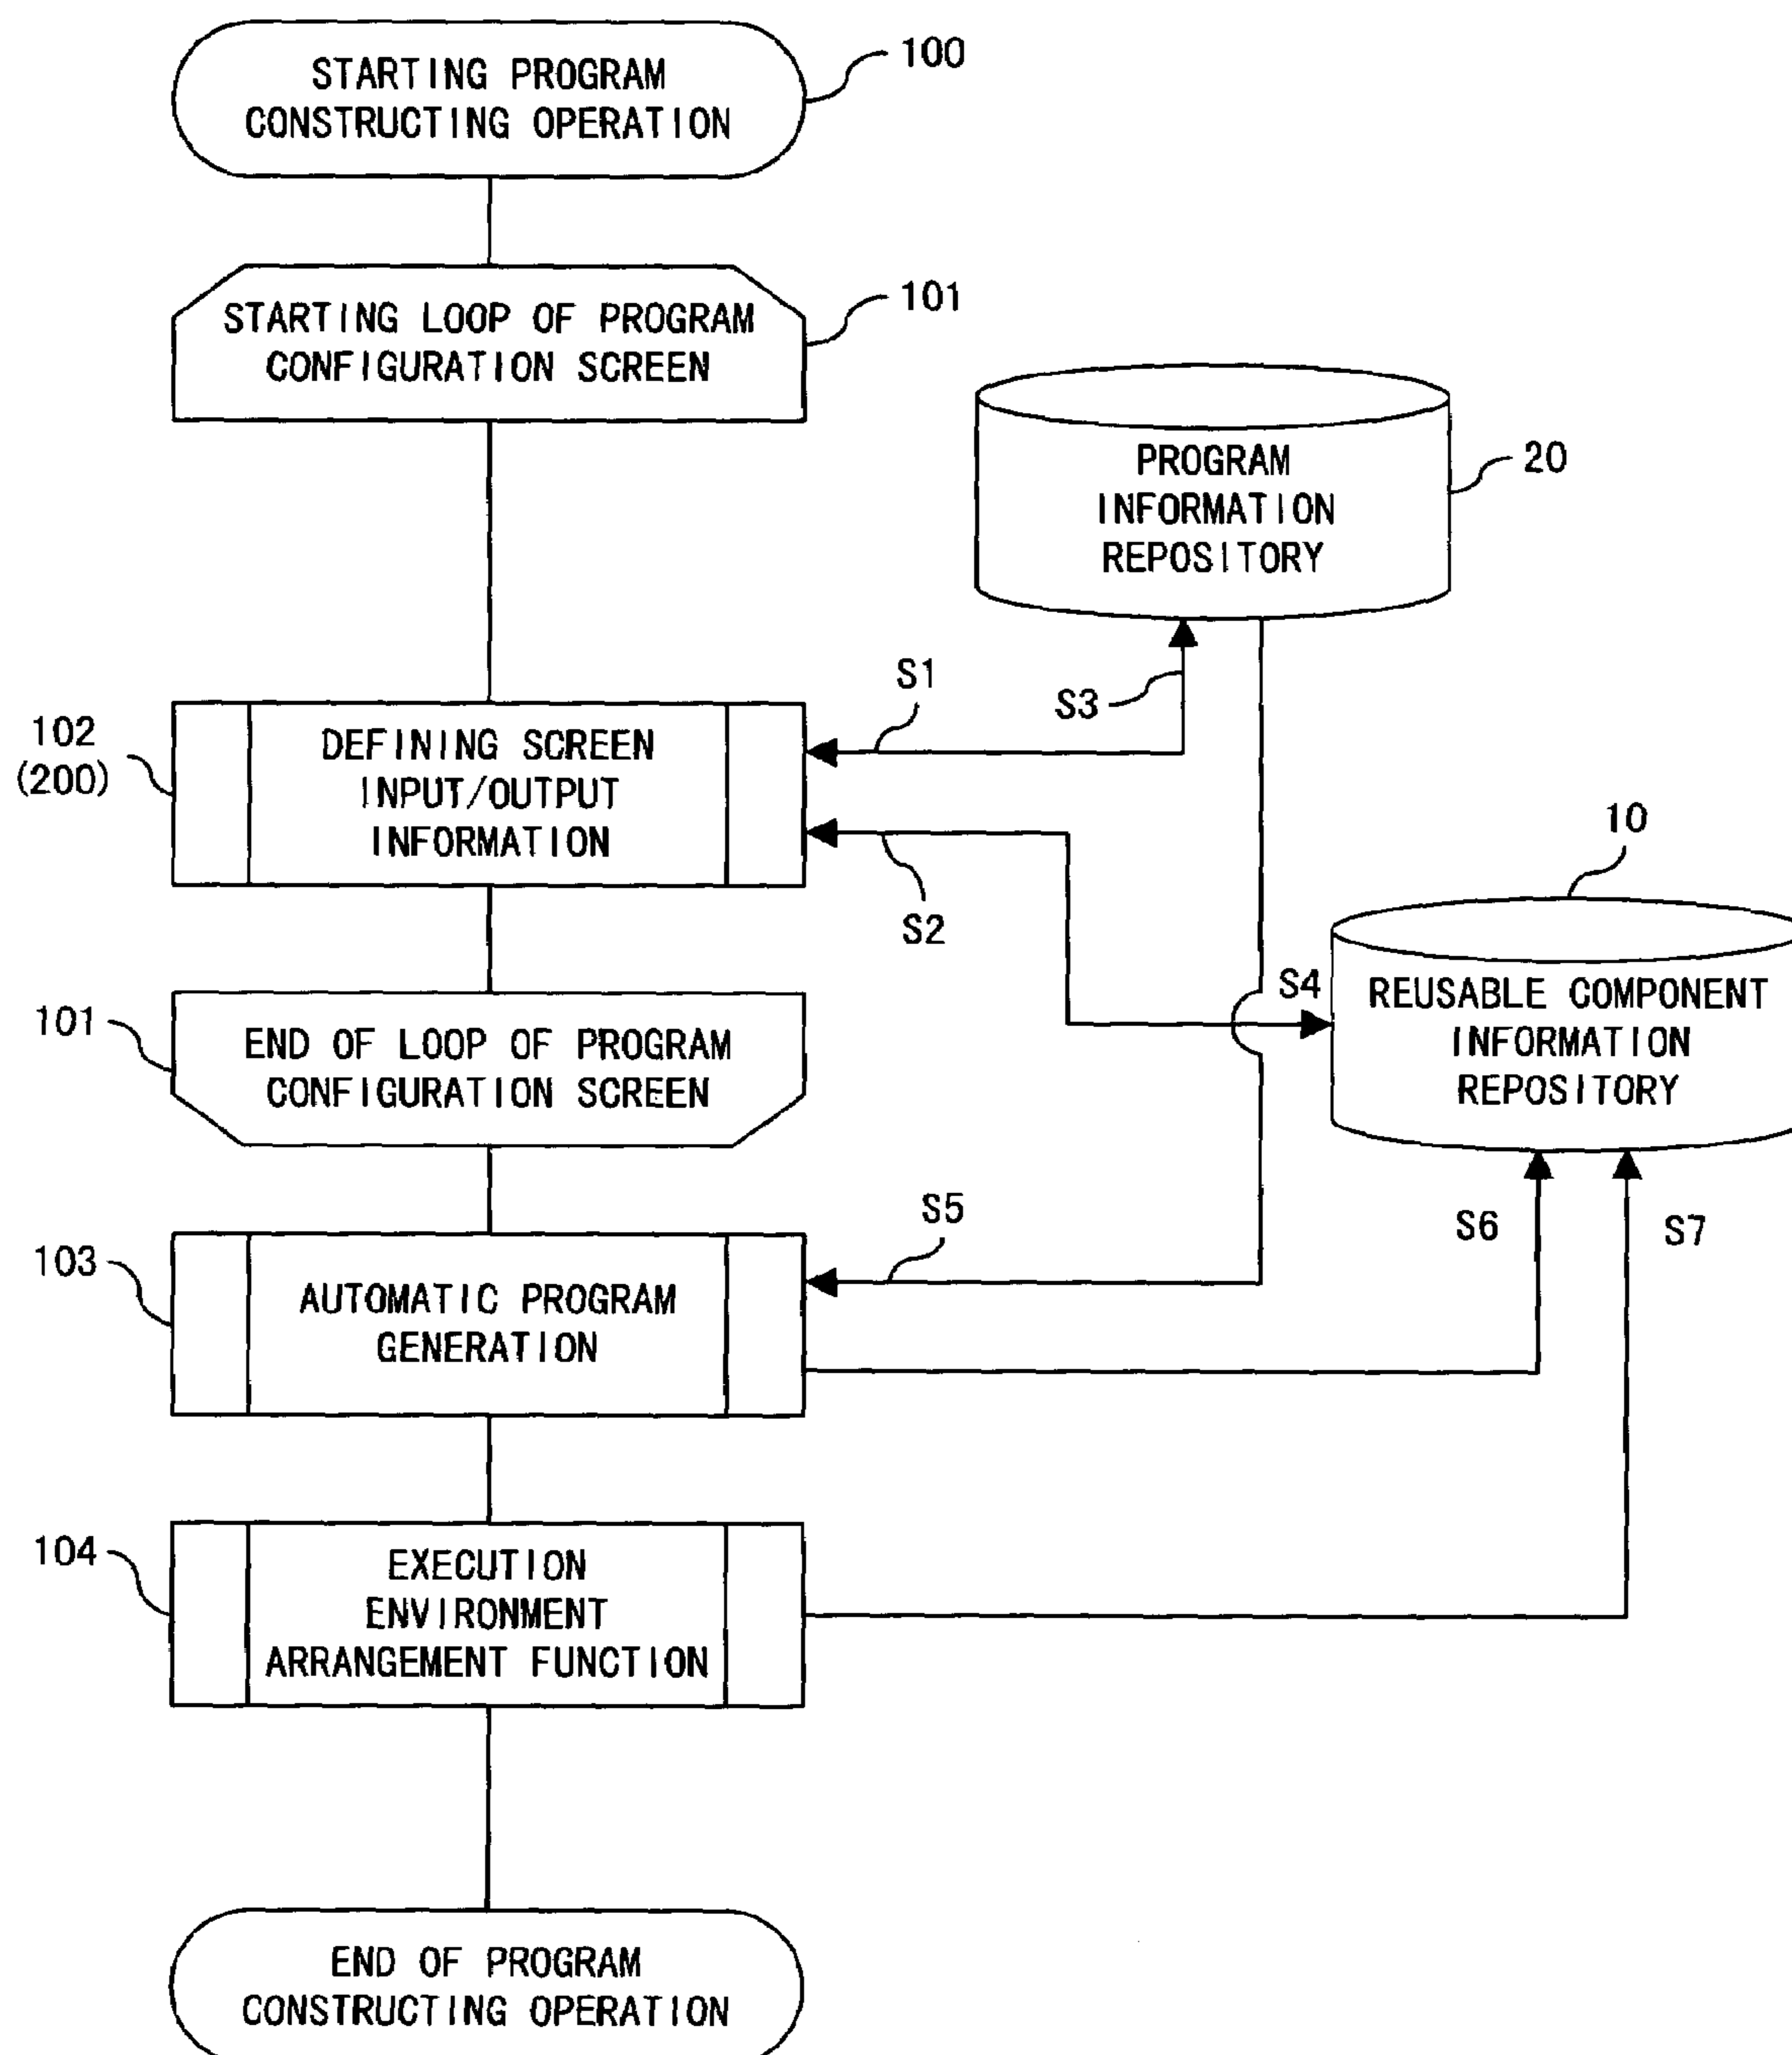 STARTING PROGRAM
CONSTRUCTING OPERATION
100
STARTING LOOP OF PROGRAM
CONFIGURATION SCREEN
101
PROGRAM
INFORMATION
REPOSITORY
20
S1
S3
102
(200)
DEFINING SCREEN
INPUT/OUTPUT
INFORMATION
S2
10
S4
REUSABLE COMPONENT
INFORMATION
REPOSITORY
101
END OF LOOP OF PROGRAM
CONFIGURATION SCREEN
S5
S6
S7
103
AUTOMATIC PROGRAM
GENERATION
104
EXECUTION
ENVIRONMENT
ARRANGEMENT FUNCTION
END OF PROGRAM
CONSTRUCTING OPERATION